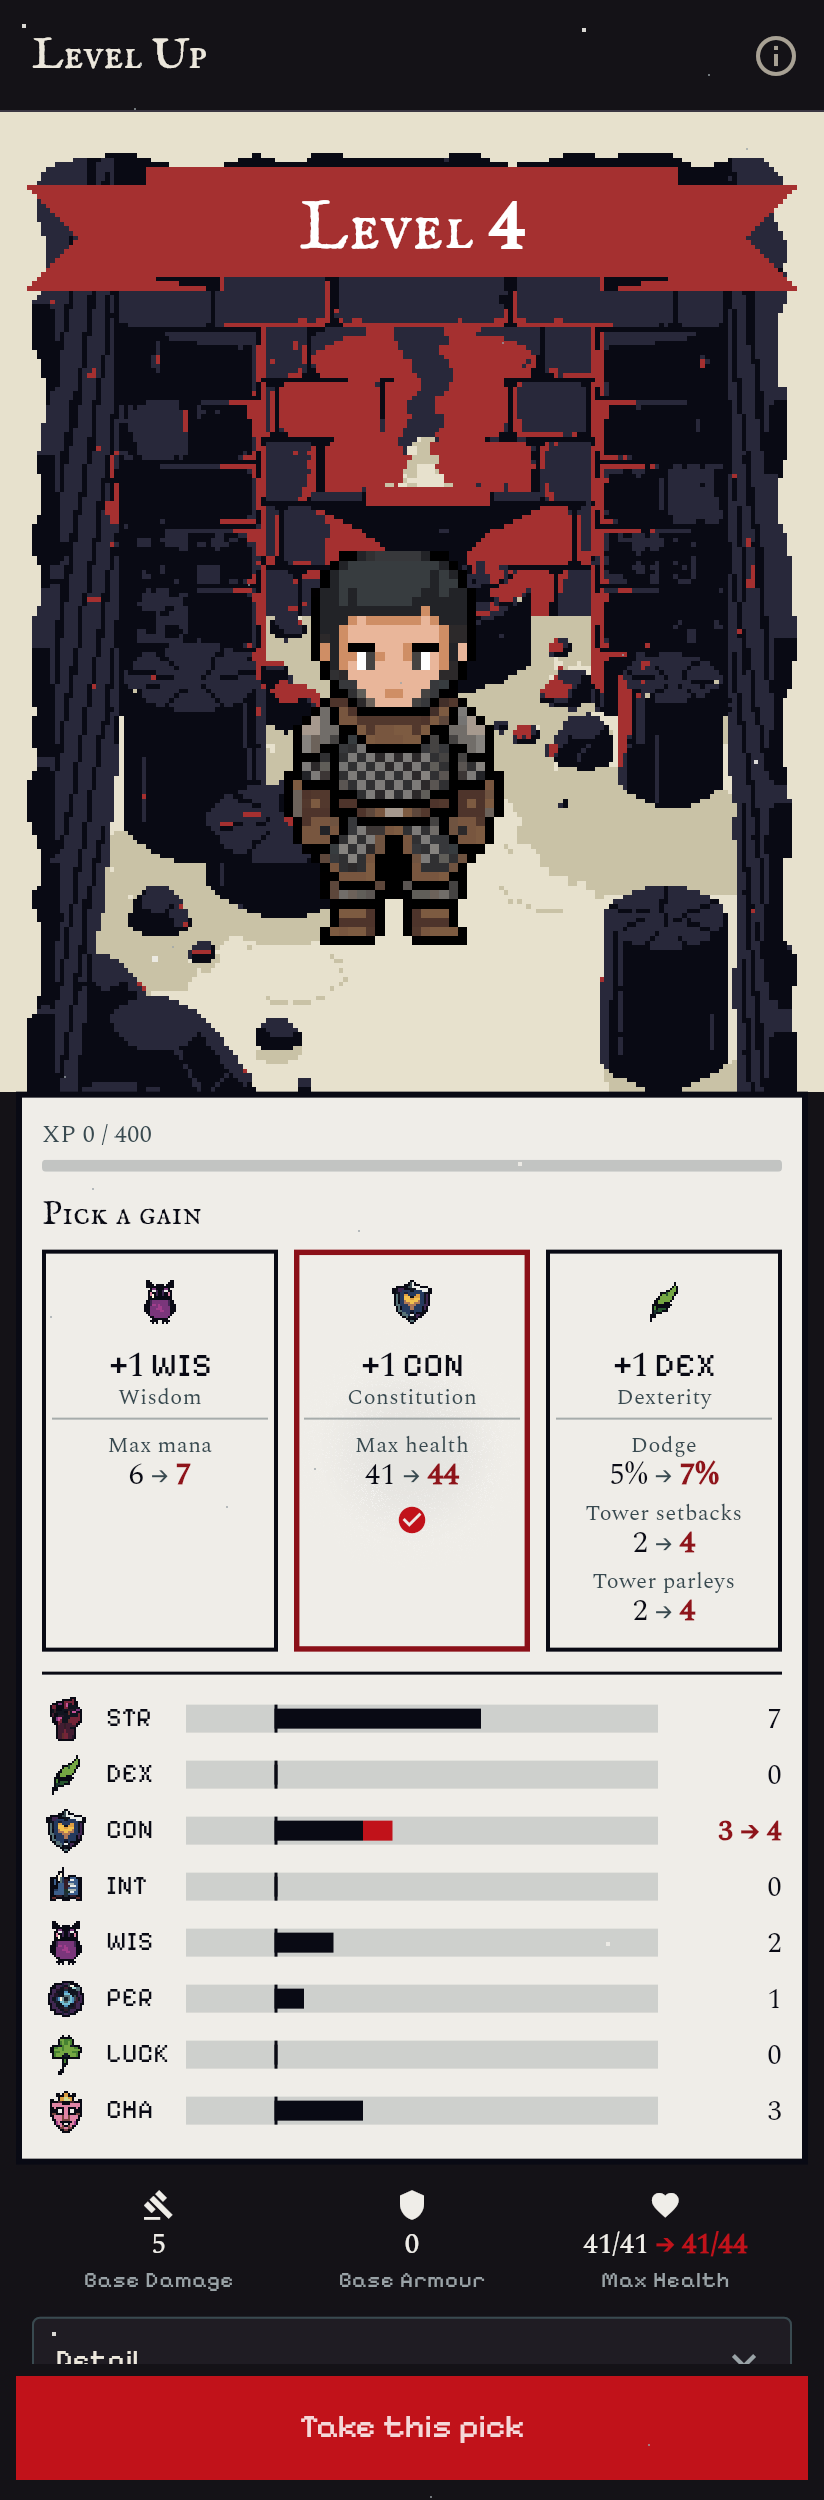 Level Up
Level 4
XP 0 / 400
Pick a gain
+1 WIS
Wisdom
Max mana
6 → 7
+1 CON
Constitution
Max health
41 → 44
+1 DEX
Dexterity
Dodge
5% → 7%
Tower setbacks
2 → 4
Tower parleys
2 → 4
STR 7
DEX 0
CON 3 → 4
INT 0
WIS 2
PER 1
LUCK 0
CHA 3
5
Base Damage
0
Base Armour
41/41 → 41/44
Max Health
Detail
Take this pick